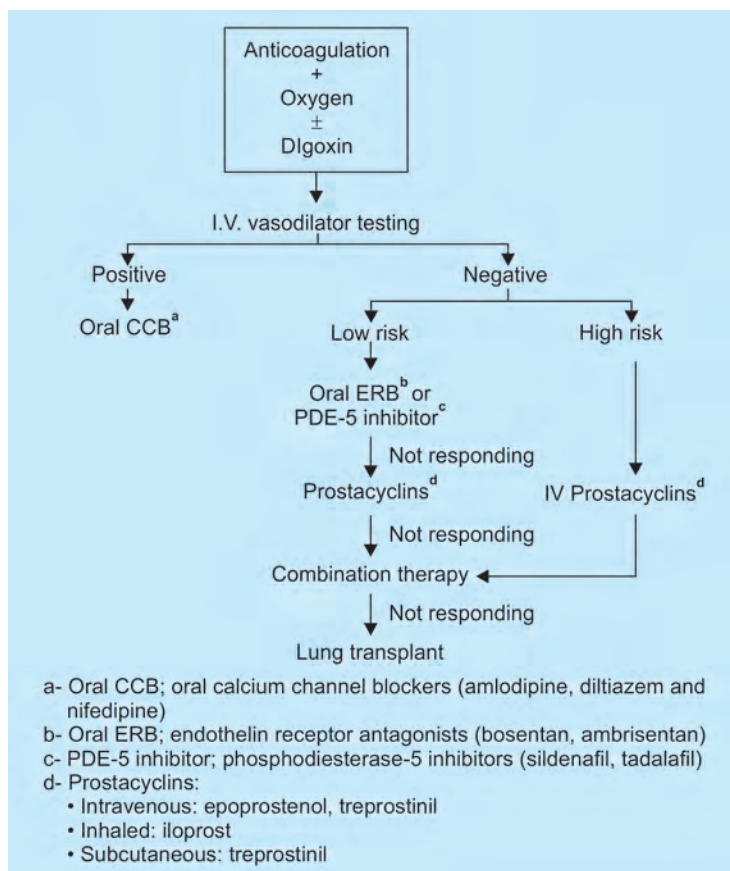 Anticoagulation
+
Oxygen
±
DIgoxin
I.V. vasodilator testing
Positive
Negative
Oral CCBa
Low risk
High risk
Oral ERBb or
PDE-5 inhibitorc
Not responding
Prostacyclinsd
IV Prostacyclinsd
Not responding
Combination therapy
Not responding
Lung transplant
a- Oral CCB; oral calcium channel blockers (amlodipine, diltiazem and
nifedipine)
b- Oral ERB; endothelin receptor antagonists (bosentan, ambrisentan)
c- PDE-5 inhibitor; phosphodiesterase-5 inhibitors (sildenafil, tadalafil)
d- Prostacyclins:
• Intravenous: epoprostenol, treprostinil
• Inhaled: iloprost
• Subcutaneous: treprostinil